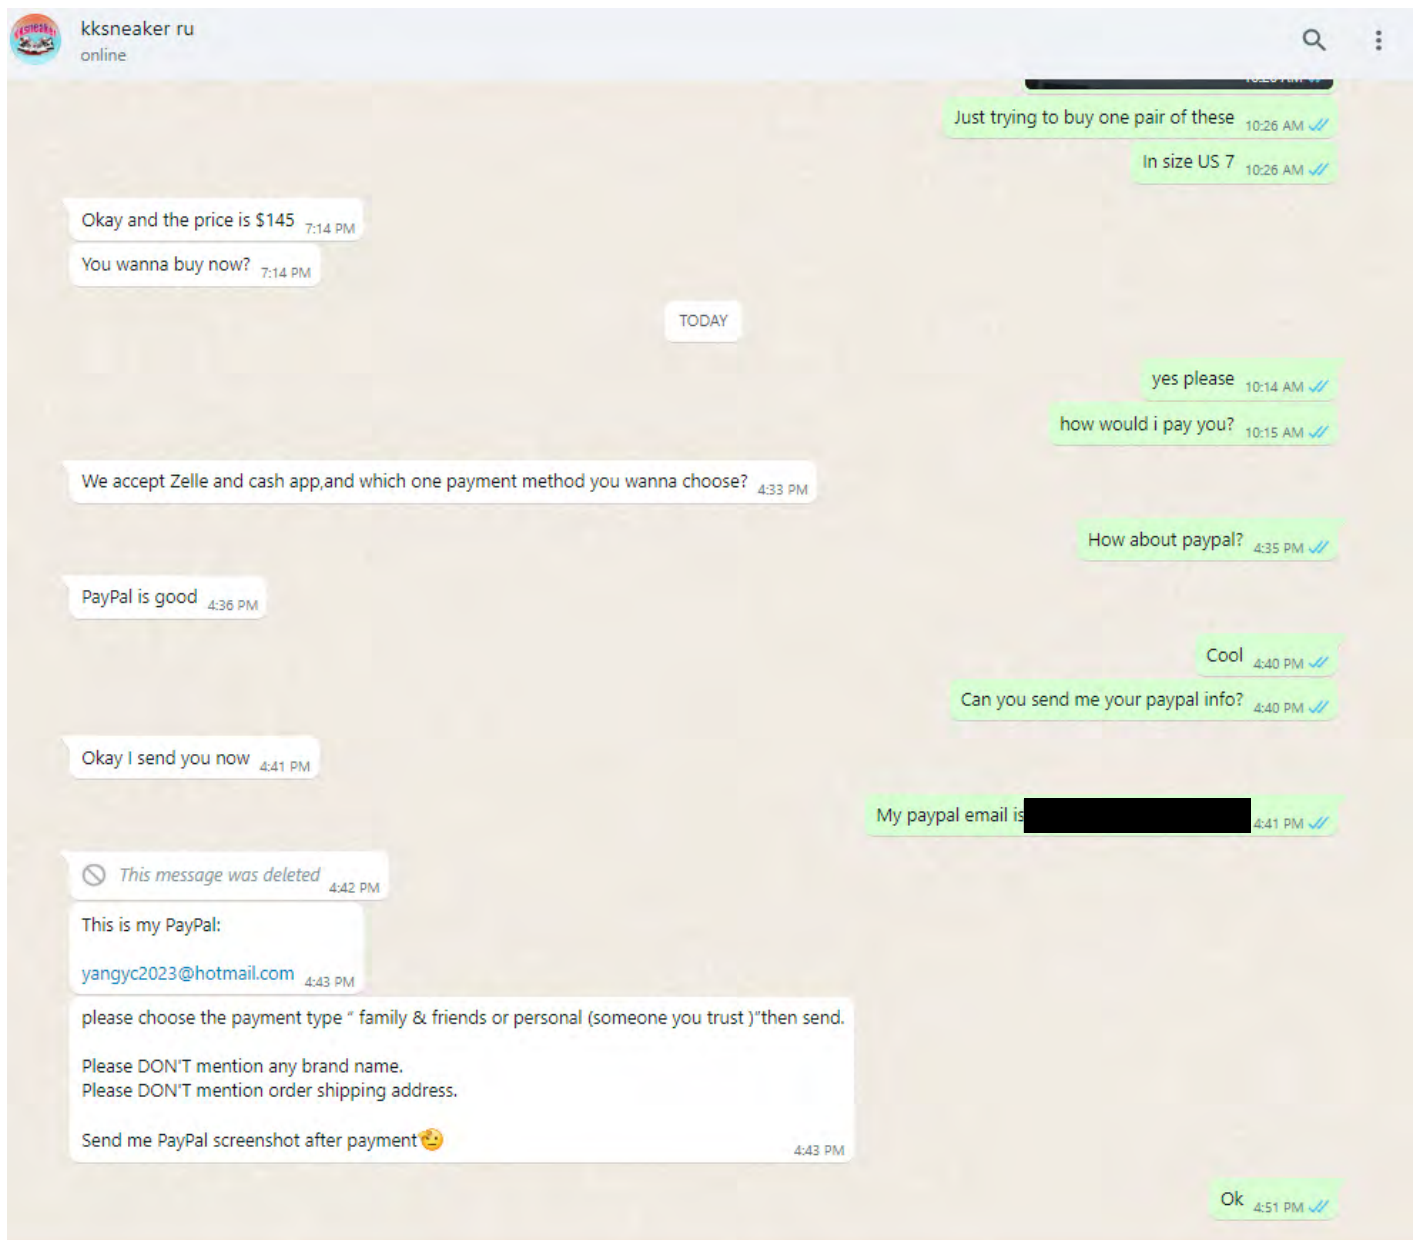 kksneaker ru
online
Just trying to buy one pair of these 10:26 AM
In size US 7 10:26 AM
Okay and the price is $145 7:14 PM
You wanna buy now? 7:14 PM
TODAY
yes please 10:14 AM
how would i pay you? 10:15 AM
We accept Zelle and cash app,and which one payment method you wanna choose? 4:33 PM
How about paypal? 4:35 PM
PayPal is good 4:36 PM
Cool 4:40 PM
Can you send me your paypal info? 4:40 PM
Okay I send you now 4:41 PM
My paypal email is 4:41 PM
This message was deleted 4:42 PM
This is my PayPal:
yangyc2023@hotmail.com 4:43 PM
please choose the payment type “ family & friends or personal (someone you trust )”then send.
Please DON'T mention any brand name.
Please DON'T mention order shipping address.
Send me PayPal screenshot after payment🫡 4:43 PM
Ok 4:51 PM